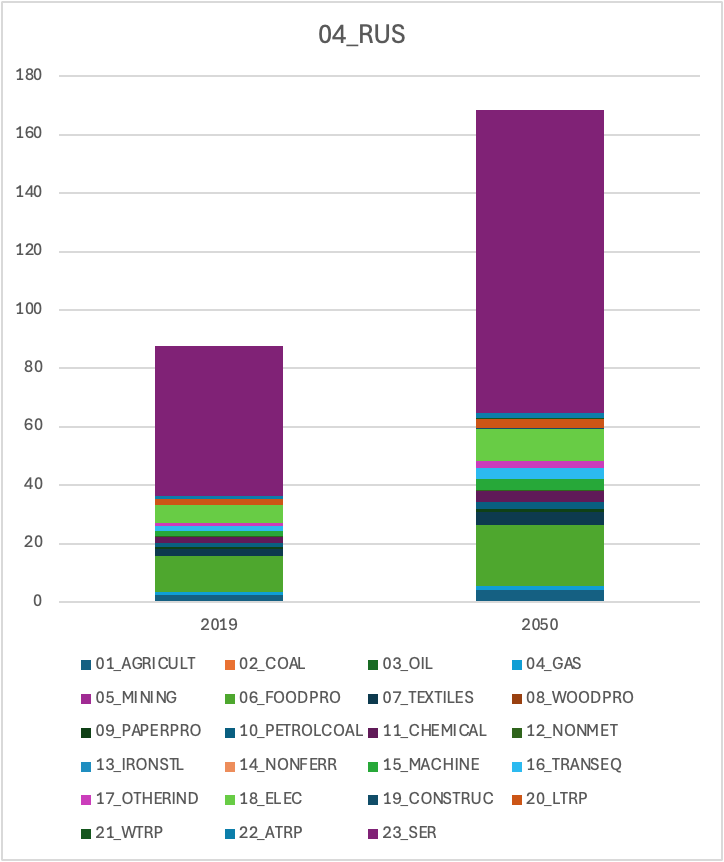 04_RUS
180
160
140
120
100
80
60
40
20
0
2019 2050
01_AGRICULT 02_COAL 03_OIL 04_GAS
05_MINING 06_FOODPRO 07_TEXTILES 08_WOODPRO
09_PAPERPRO 10_PETROLCOAL 11_CHEMICAL 12_NONMET
13_IRONSTL 14_NONFERR 15_MACHINE 16_TRANSEQ
17_OTHERIND 18_ELEC 19_CONSTRUC 20_LTRP
21_WTRP 22_ATRP 23_SER